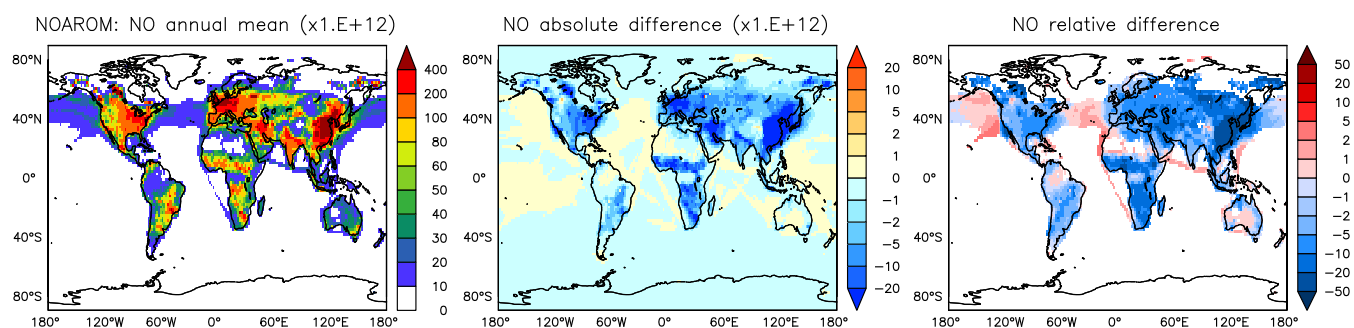 NOAROM: NO annual mean (x1.E+12)
80°N
40°N
0°
40°S
80°S
180°
120°W
60°W
0°
60°E
120°E
180°
400
200
100
80
60
50
40
30
20
10
0
NO absolute difference (x1.E+12)
80°N
40°N
0°
40°S
80°S
180°
120°W
60°W
0°
60°E
120°E
180°
20
10
5
2
1
0
−1
−2
−5
−10
−20
NO relative difference
80°N
40°N
0°
40°S
80°S
180°
120°W
60°W
0°
60°E
120°E
180°
50
20
10
5
2
1
0
−1
−2
−5
−10
−20
−50